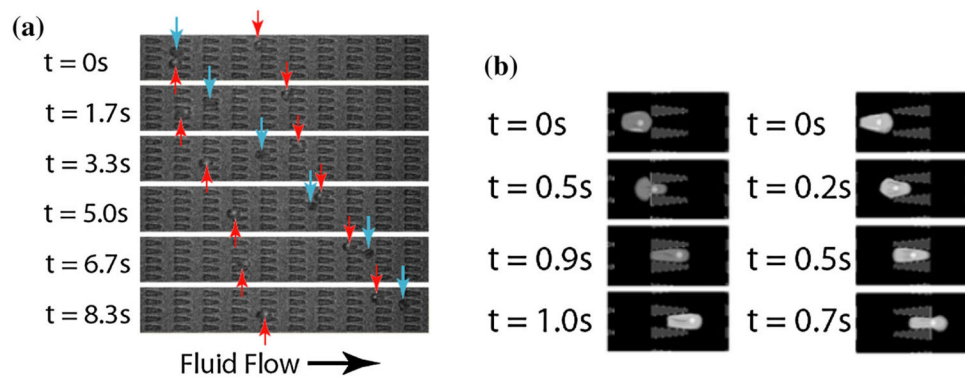 (a)
t = 0s
t = 1.7s
t = 3.3s
t = 5.0s
t = 6.7s
t = 8.3s
Fluid Flow
(b)
t = 0s
t = 0.5s
t = 0.9s
t = 1.0s
t = 0s
t = 0.2s
t = 0.5s
t = 0.7s